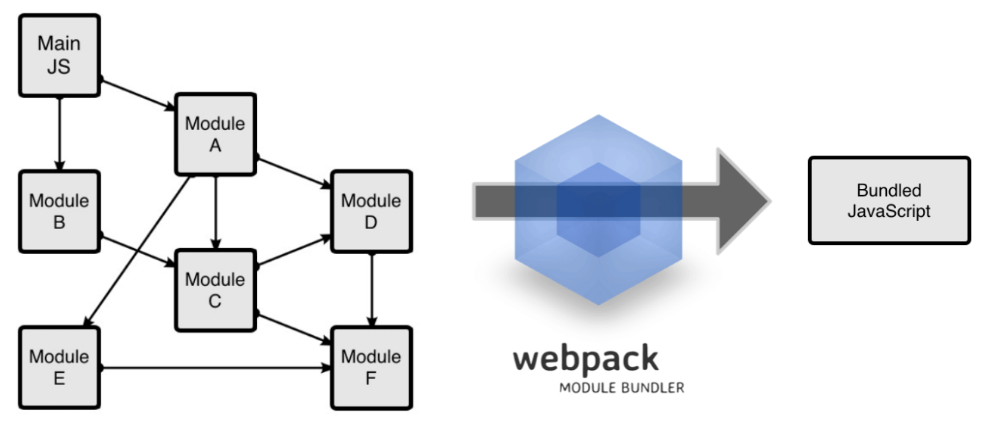 Main
JS
Module
A
Module
B
Module
D
Module
C
Module
E
Module
F
webpack
MODULE BUNDLER
Bundled
JavaScript